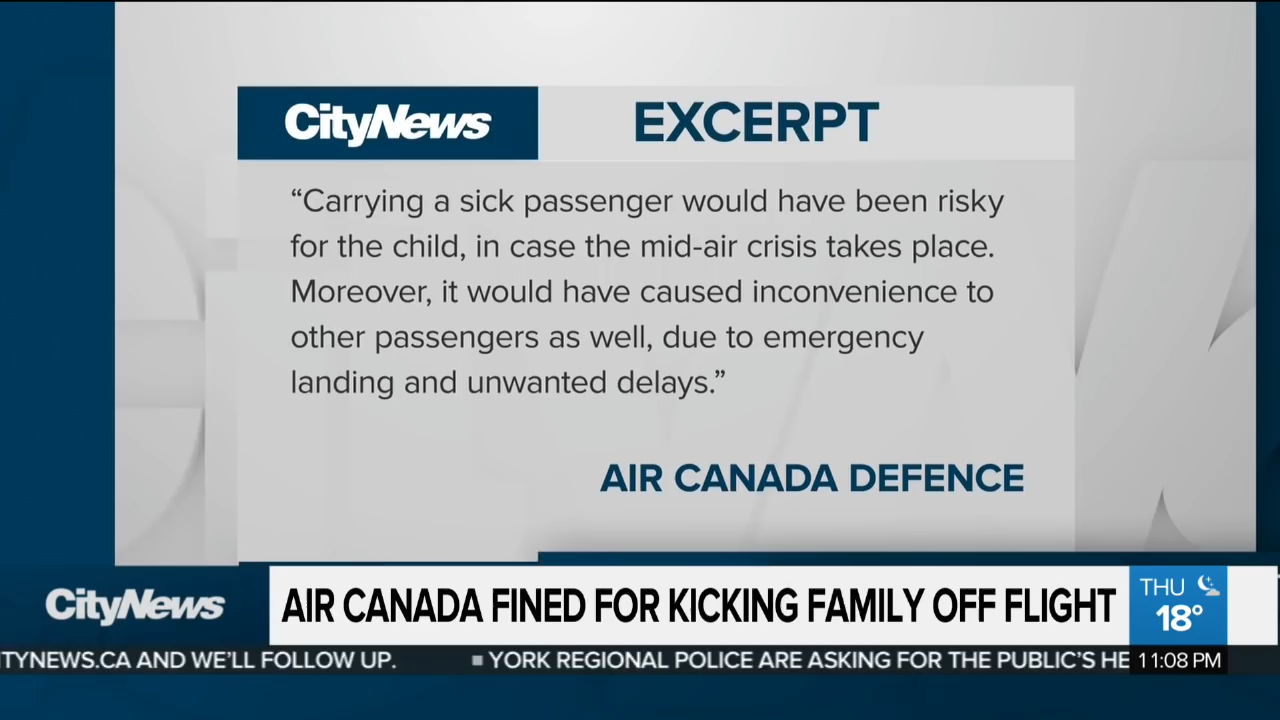 CityNews
EXCERPT
“Carrying a sick passenger would have been risky
for the child, in case the mid-air crisis takes place.
Moreover, it would have caused inconvenience to
other passengers as well, due to emergency
landing and unwanted delays.”
AIR CANADA DEFENCE
CityNews
AIR CANADA FINED FOR KICKING FAMILY OFF FLIGHT
THU
18°
ITYNEWS.CA AND WE'LL FOLLOW UP.
YORK REGIONAL POLICE ARE ASKING FOR THE PUBLIC'S HE
11:08 PM